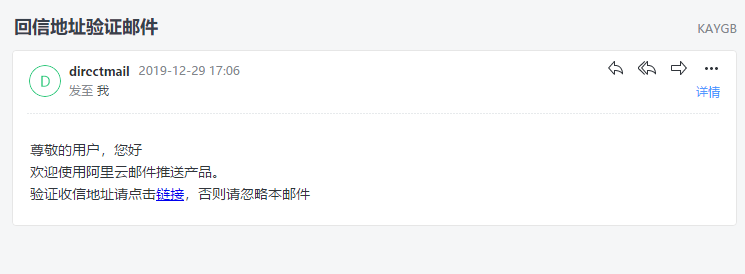 回信地址验证邮件
KAYGB
D
directmail 2019-12-29 17:06
发至 我
详情
尊敬的用户，您好
欢迎使用阿里云邮件推送产品。
验证收信地址请点击链接，否则请忽略本邮件